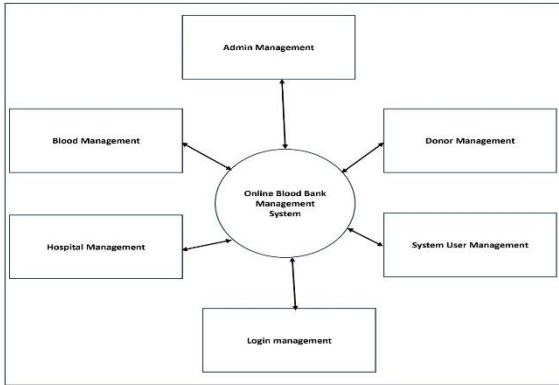 Admin Management
Blood Management
Donor Management
Online Blood Bank
Management
System
Hospital Management
System User Management
Login management